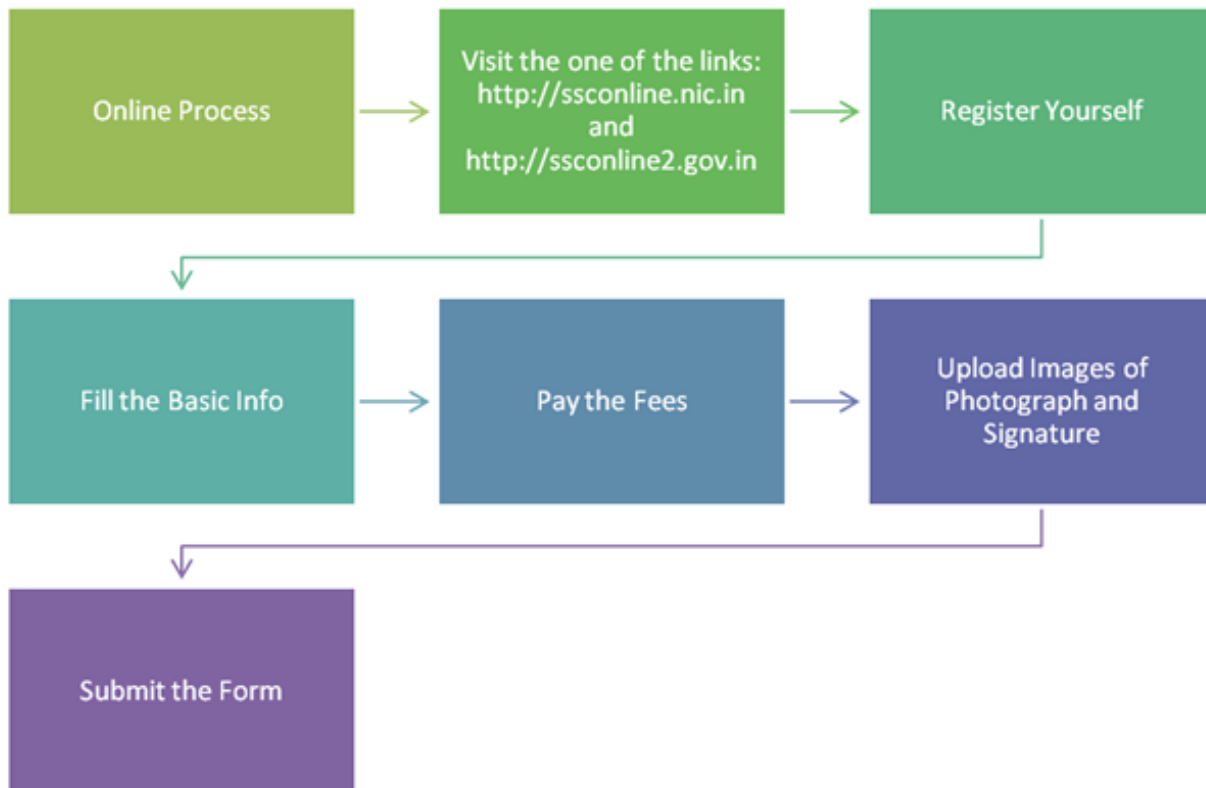 Online Process
Visit the one of the links:
http://ssconline.nic.in
and
http://ssconline2.gov.in
Register Yourself
Fill the Basic Info
Pay the Fees
Upload Images of
Photograph and
Signature
Submit the Form